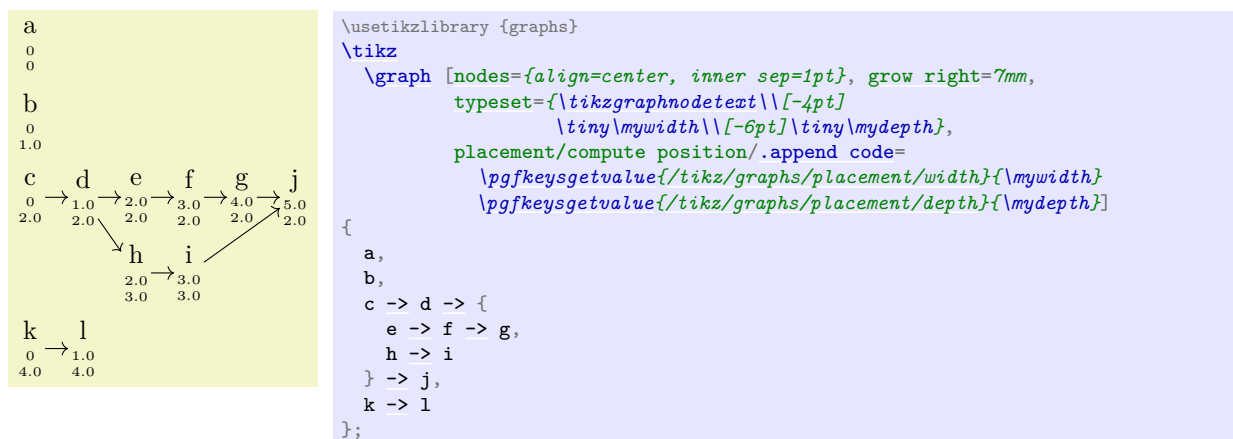 a
0
0
b
0
1.0
c d e f g j
0 1.0 2.0 3.0 4.0 5.0
2.0 2.0 2.0 2.0 2.0 2.0
h i
2.0 3.0
3.0 3.0
k l
0 1.0
4.0 4.0
\usetikzlibrary {graphs}
\tikz
\graph [nodes={align=center, inner sep=1pt}, grow right=7mm,
typeset={\tikzgraphnodetext\\[-4pt]
\tiny\mywidth\\[-6pt]\tiny\mydepth},
placement/compute position/.append code=
\pgfkeysgetvalue{/tikz/graphs/placement/width}{\mywidth}
\pgfkeysgetvalue{/tikz/graphs/placement/depth}{\mydepth}]
{
a,
b,
c -> d -> {
e -> f -> g,
h -> i
} -> j,
k -> l
};